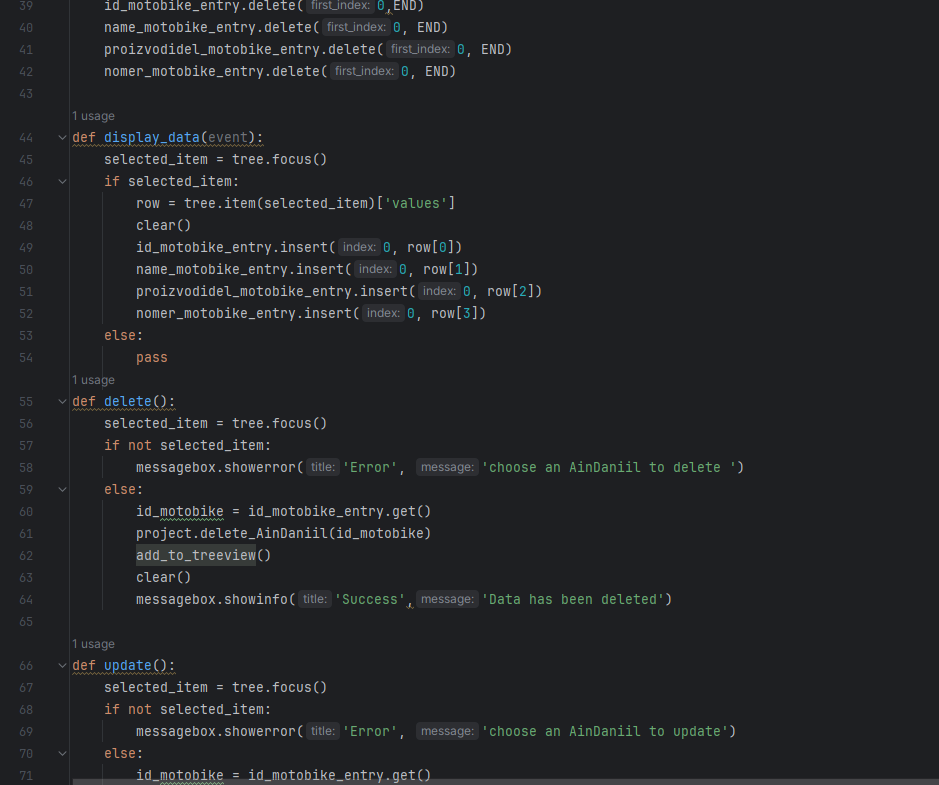 39 id_motobike_entry.delete( first_index: 0,END)
40 name_motobike_entry.delete( first_index: 0, END)
41 proizvodidel_motobike_entry.delete( first_index: 0, END)
42 nomer_motobike_entry.delete( first_index: 0, END)
43
1 usage
44 def display_data(event):
45 selected_item = tree.focus()
46 if selected_item:
47 row = tree.item(selected_item)['values']
48 clear()
49 id_motobike_entry.insert( index: 0, row[0])
50 name_motobike_entry.insert( index: 0, row[1])
51 proizvodidel_motobike_entry.insert( index: 0, row[2])
52 nomer_motobike_entry.insert( index: 0, row[3])
53 else:
54 pass
1 usage
55 def delete():
56 selected_item = tree.focus()
57 if not selected_item:
58 messagebox.showerror( title: 'Error', message: 'choose an AinDaniil to delete ')
59 else:
60 id_motobike = id_motobike_entry.get()
61 project.delete_AinDaniil(id_motobike)
62 add_to_treeview()
63 clear()
64 messagebox.showinfo( title: 'Success', message: 'Data has been deleted')
65
1 usage
66 def update():
67 selected_item = tree.focus()
68 if not selected_item:
69 messagebox.showerror( title: 'Error', message: 'choose an AinDaniil to update')
70 else:
71 id_motobike = id_motobike_entry.get()